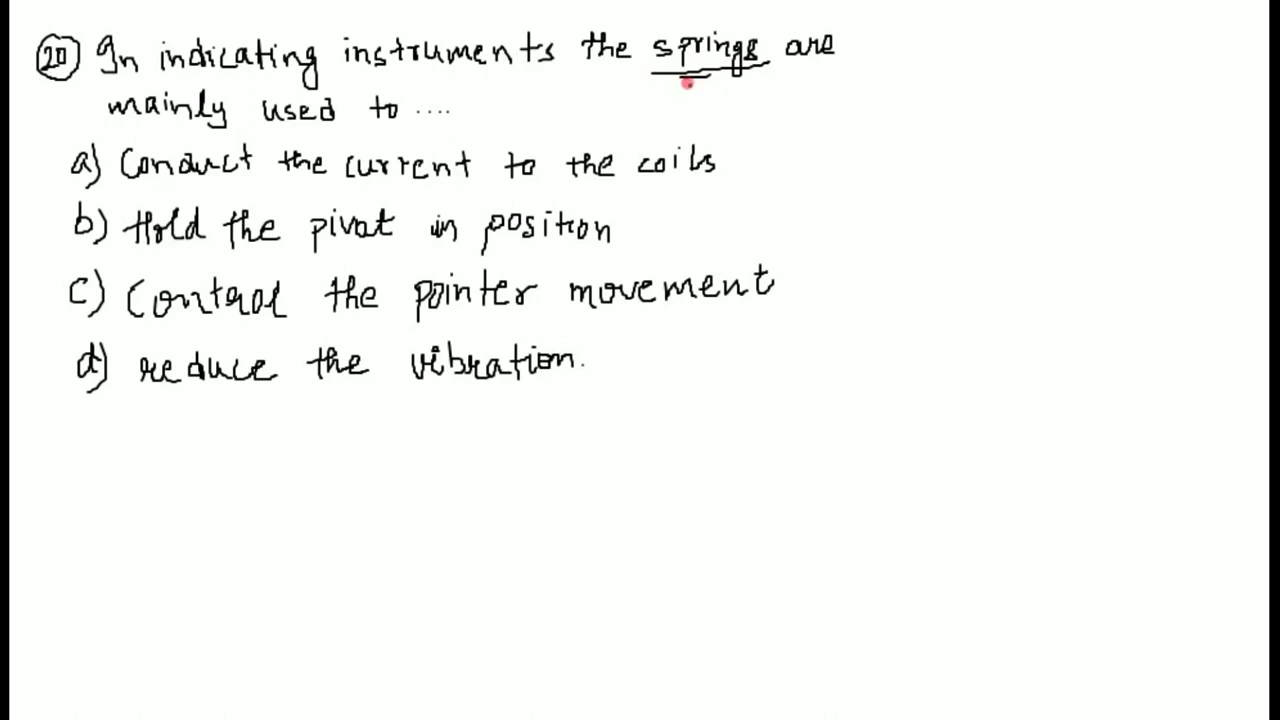 20 In indicating instruments the springs are
mainly used to ....
a) Conduct the current to the coils
b) Hold the pivot in position
c) Control the pointer movement
d) reduce the vibration.